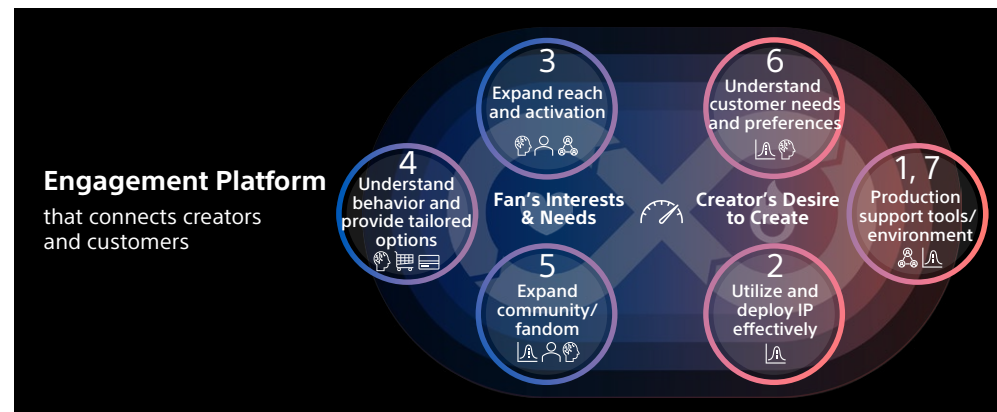 Engagement Platform
that connects creators
and customers
3
Expand reach
and activation
6
Understand
customer needs
and preferences
4
Understand
behavior and
provide tailored
options
Fan's Interests
& Needs
Creator's Desire
to Create
1, 7
Production
support tools/
environment
5
Expand
community/
fandom
2
Utilize and
deploy IP
effectively